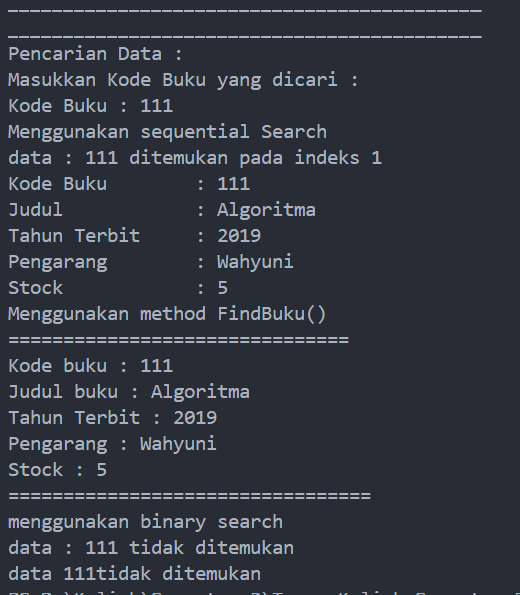 ___________________________________________
___________________________________________
Pencarian Data :
Masukkan Kode Buku yang dicari :
Kode Buku : 111
Menggunakan sequential Search
data : 111 ditemukan pada indeks 1
Kode Buku        : 111
Judul            : Algoritma
Tahun Terbit     : 2019
Pengarang        : Wahyuni
Stock            : 5
Menggunakan method FindBuku()
===============================
Kode buku : 111
Judul buku : Algoritma
Tahun Terbit : 2019
Pengarang : Wahyuni
Stock : 5
=================================
menggunakan binary search
data : 111 tidak ditemukan
data 111tidak ditemukan